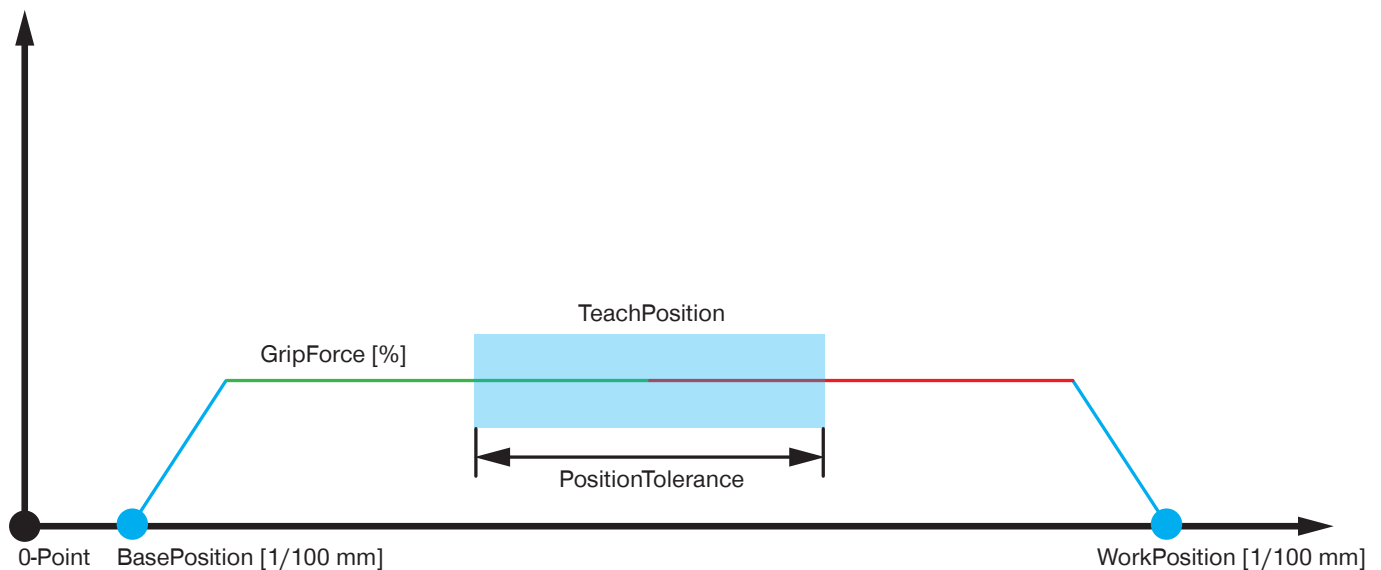 TeachPosition
GripForce [%]
PositionTolerance
0-Point
BasePosition [1/100 mm]
WorkPosition [1/100 mm]